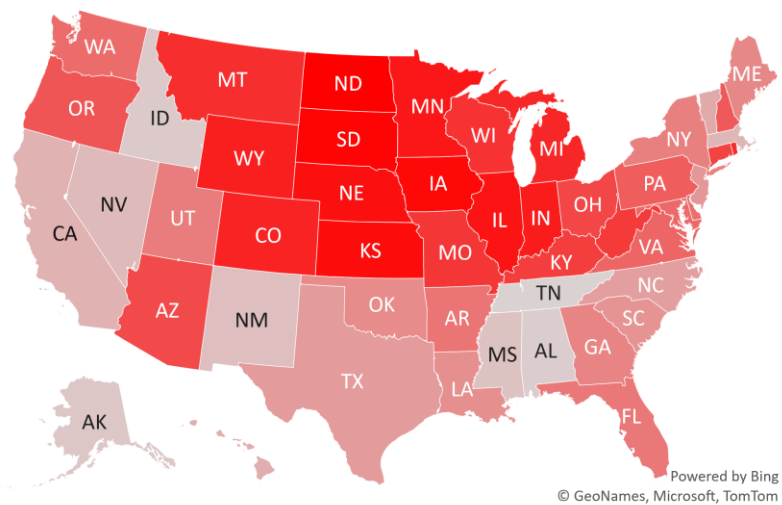 WA
ME
MT
ND
MN
OR
ID
SD
WI
NY
WY
MI
NE
IA
PA
NV
UT
IL
IN
OH
CA
CO
KS
MO
VA
KY
NC
TN
AZ
OK
NM
AR
SC
MS
AL
GA
TX
LA
AK
FL
Powered by Bing
© GeoNames, Microsoft, TomTom